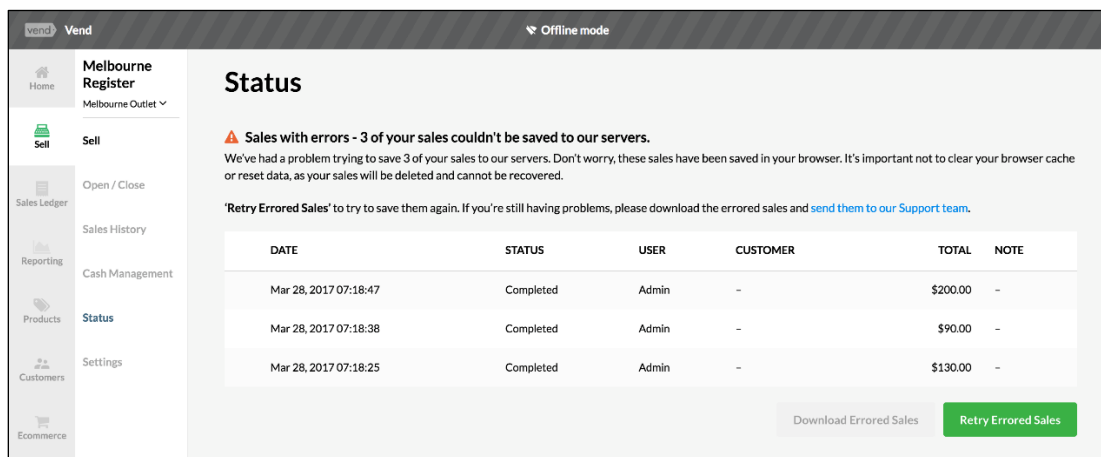 vend Vend
Offline mode
Home
Sell
Sales Ledger
Reporting
Products
Customers
Ecommerce
Melbourne
Register
Melbourne Outlet
Sell
Open / Close
Sales History
Cash Management
Status
Settings
Status
Sales with errors - 3 of your sales couldn't be saved to our servers.
We've had a problem trying to save 3 of your sales to our servers. Don't worry, these sales have been saved in your browser. It's important not to clear your browser cache
or reset data, as your sales will be deleted and cannot be recovered.
'Retry Errored Sales' to try to save them again. If you're still having problems, please download the errored sales and send them to our Support team.
DATE STATUS USER CUSTOMER TOTAL NOTE
Mar 28, 2017 07:18:47 Completed Admin – $200.00 –
Mar 28, 2017 07:18:38 Completed Admin – $90.00 –
Mar 28, 2017 07:18:25 Completed Admin – $130.00 –
Download Errored Sales Retry Errored Sales